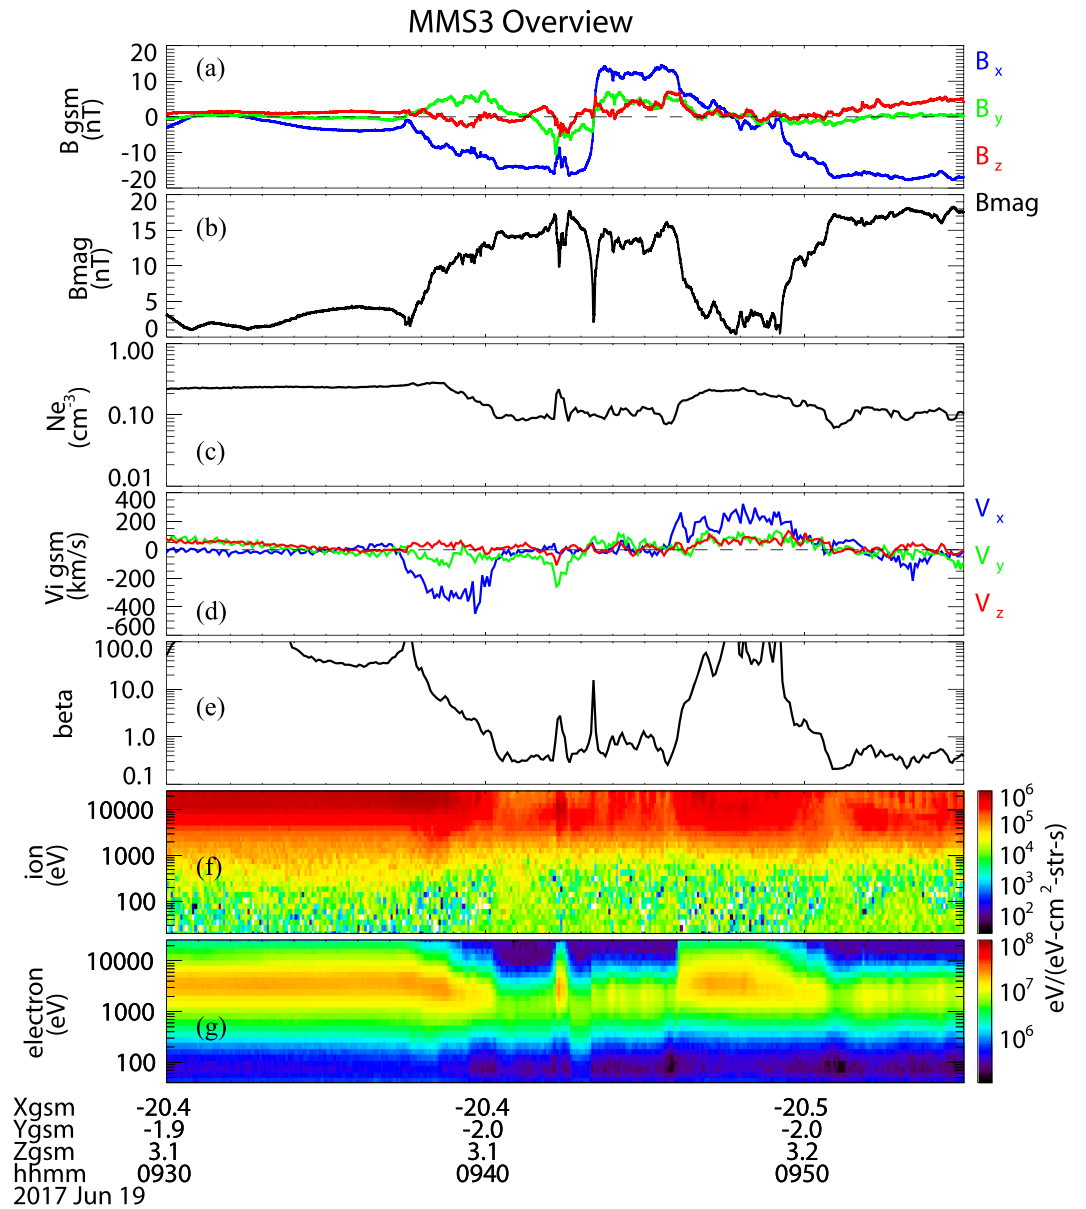 MMS3 Overview
(a)
B gsm
(nT)
20
10
0
-10
-20
B x
B y
B z
(b)
Bmag
(nT)
20
15
10
5
0
Bmag
(c)
Ne
(cm-3)
1.00
0.10
0.01
(d)
Vi gsm
(km/s)
400
200
0
-200
-400
-600
V x
V y
V z
(e)
beta
100.0
10.0
1.0
0.1
(f)
ion
(eV)
10000
1000
100
10^6
10^5
10^4
10^3
10^2
(g)
electron
(eV)
10000
1000
100
10^8
10^7
10^6
eV/(eV-cm^2-str-s)
Xgsm -20.4 -20.4 -20.5
Ygsm -1.9 -2.0 -2.0
Zgsm 3.1 3.1 3.2
hhmm 0930 0940 0950
2017 Jun 19